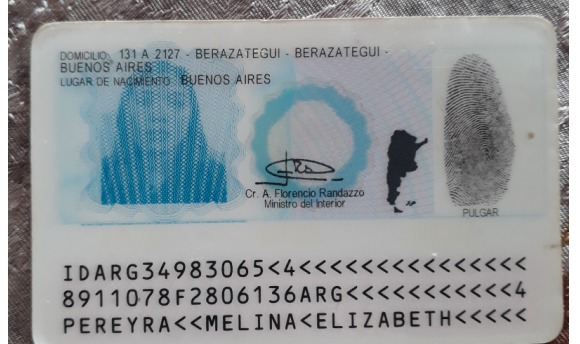 DOMICILIO: 131 A 2127 - BERAZATEGUI - BERAZATEGUI -
BUENOS AIRES
LUGAR DE NACIMIENTO: BUENOS AIRES
Cr. A. Florencio Randazzo
Ministro del Interior
PULGAR
IDARG34983065<4<<<<<<<<<<<<<<<
8911078F2806136ARG<<<<<<<<<<<4
PEREYRA<<MELINA<ELIZABETH<<<<<